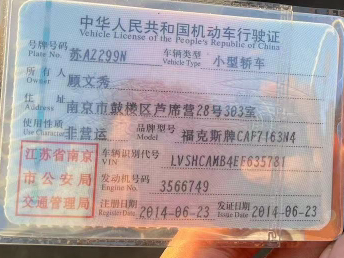 中华人民共和国机动车行驶证
Vehicle License of the People's Republic of China
号牌号码 苏AZ299N 车辆类型 小型轿车
Plate No. Vehicle Type
所有人 顾文秀
Owner
住址 南京市鼓楼区芦席营28号303室
Address
使用性质 非营运 品牌型号 福克斯牌CAF7163N4
Use Character Model
江苏省南京 车辆识别代号 LVSHCAMB4EF635781
VIN
市公安局 发动机号码 3566749
Engine No.
交通管理局 注册日期 2014-06-23 发证日期 2014-06-23
Register Date Issue Date